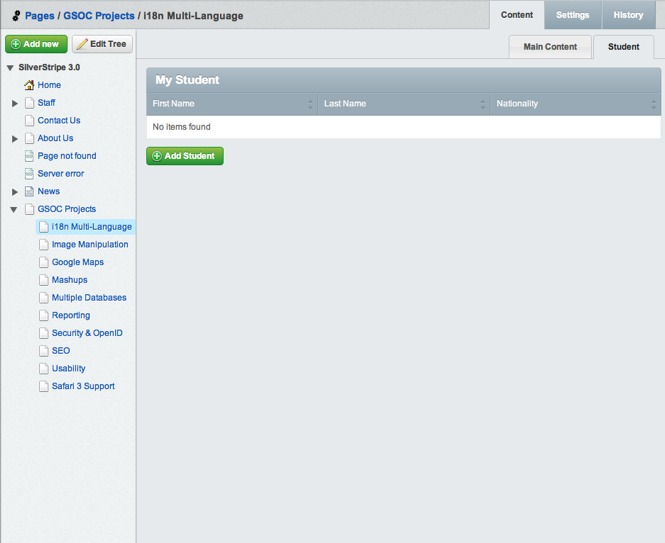 Pages / GSOC Projects / i18n Multi-Language
Content
Settings
History
Add new
Edit Tree
Main Content
Student
SilverStripe 3.0
Home
Staff
Contact Us
About Us
Page not found
Server error
News
GSOC Projects
i18n Multi-Language
Image Manipulation
Google Maps
Mashups
Multiple Databases
Reporting
Security & OpenID
SEO
Usability
Safari 3 Support
My Student
First Name
Last Name
Nationality
No items found
Add Student